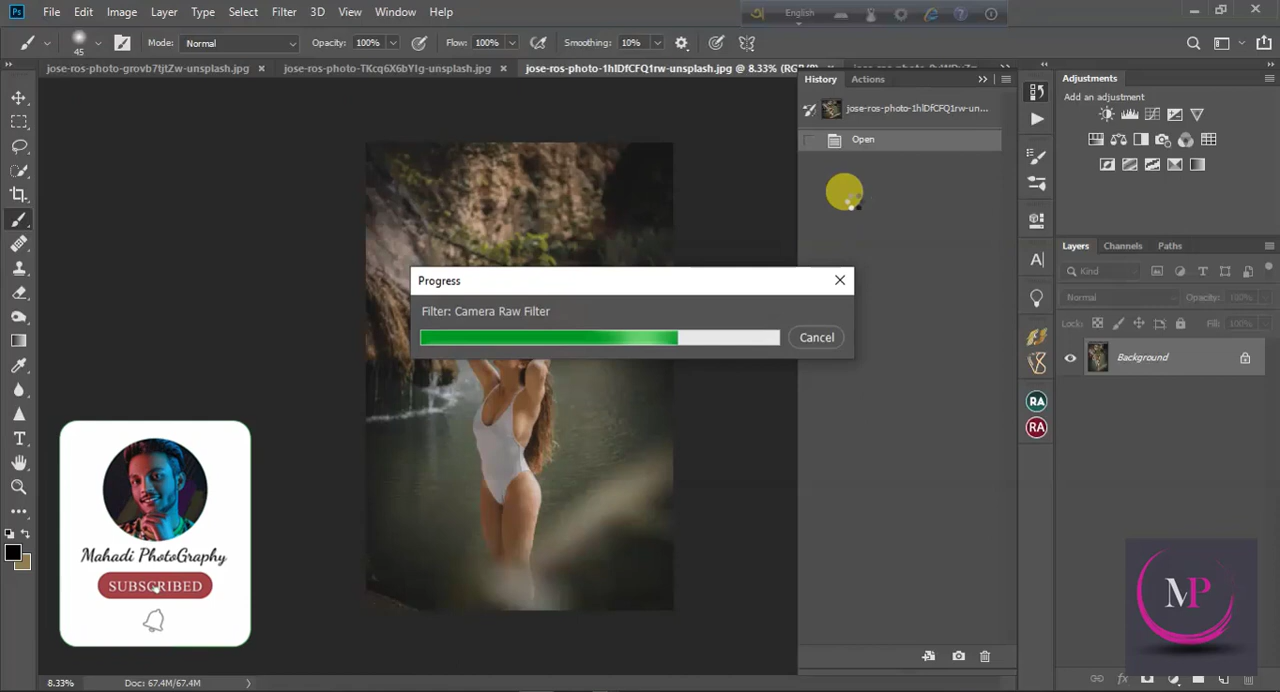 Ps File Edit Image Layer Type Select Filter 3D View Window Help
English
45 Mode: Normal Opacity: 100% Flow: 100% Smoothing: 10%
jose-ros-photo-grovb7tjtZw-unsplash.jpg × jose-ros-photo-TKcq6X6bYIg-unsplash.jpg × jose-ros-photo-1hIDfCFQ1rw-unsplash.jpg @ 8.33%
History Actions
jose-ros-photo-1hIDfCFQ1rw-un...
Open
Adjustments
Add an adjustment
Layers Channels Paths
Kind
Normal Opacity: 100%
Lock: Fill: 100%
Background
Progress
Filter: Camera Raw Filter
Cancel
RA
RA
Mahadi PhotoGraphy
SUBSCRIBED
MP
8.33% Doc: 67.4M/67.4M